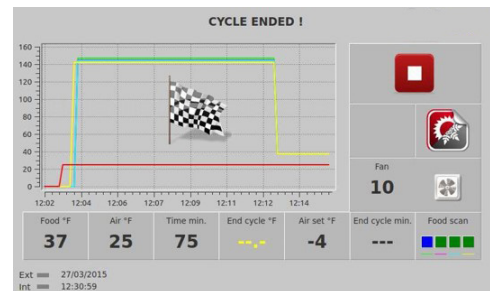 CYCLE ENDED !
160
140
120
100
80
60
40
20
0
12:02 12:04 12:06 12:07 12:09 12:11 12:12 12:14
Fan
10
Food °F Air °F Time min. End cycle °F Air set °F End cycle min. Food scan
37 25 75 --.- -4 ---
Ext 27/03/2015
Int 12:30:59